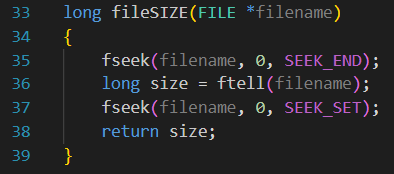 33 long fileSIZE(FILE *filename)
34 {
35     fseek(filename, 0, SEEK_END);
36     long size = ftell(filename);
37     fseek(filename, 0, SEEK_SET);
38     return size;
39 }